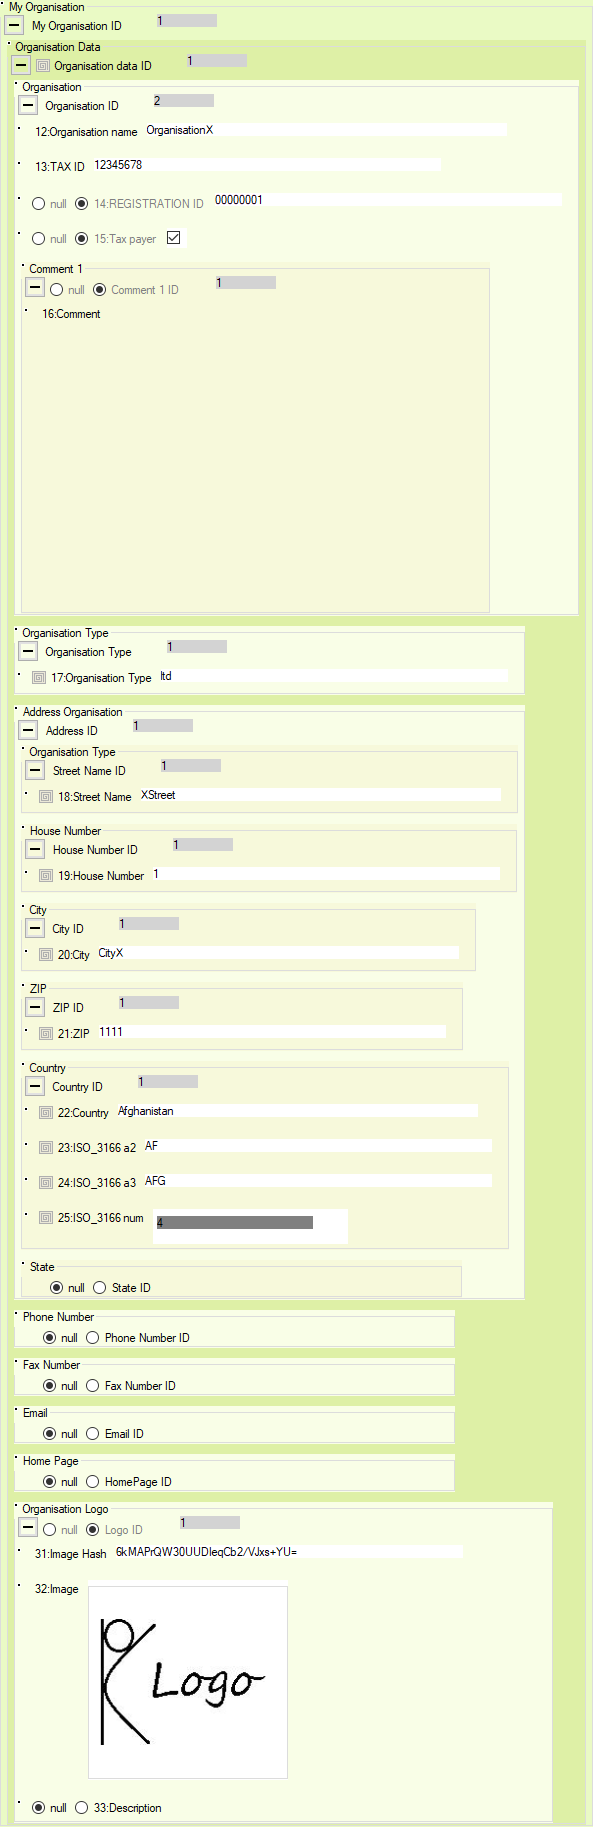 My Organisation
My Organisation ID 1
Organisation Data
Organisation data ID 1
Organisation
Organisation ID 2
12:Organisation name OrganisationX
13:TAX ID 12345678
null 14:REGISTRATION ID 00000001
null 15:Tax payer
Comment 1
null Comment 1 ID 1
16:Comment
Organisation Type
Organisation Type 1
17:Organisation Type ltd
Address Organisation
Address ID 1
Organisation Type
Street Name ID 1
18:Street Name XStreet
House Number
House Number ID 1
19:House Number 1
City
City ID 1
20:City CityX
ZIP
ZIP ID 1
21:ZIP 1111
Country
Country ID 1
22:Country Afghanistan
23:ISO_3166 a2 AF
24:ISO_3166 a3 AFG
25:ISO_3166 num 4
State
null State ID
Phone Number
null Phone Number ID
Fax Number
null Fax Number ID
Email
null Email ID
Home Page
null HomePage ID
Organisation Logo
null Logo ID 1
31:Image Hash 6kMAPrQW30UUDIeqCb2/VJxs+YU=
32:Image
Logo
null 33:Description